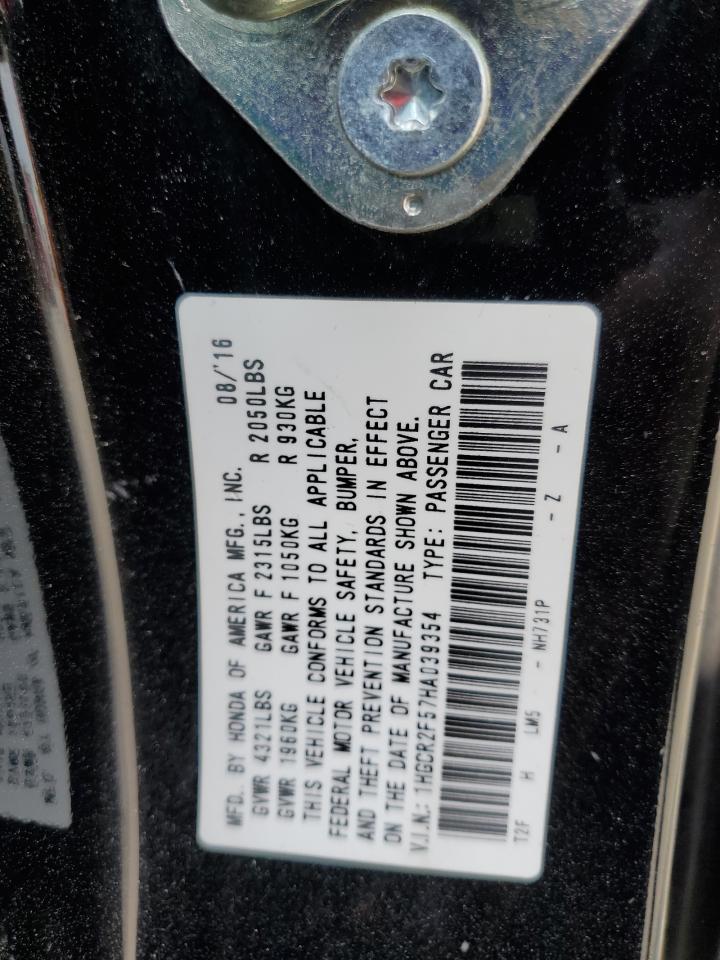 MFD. BY HONDA OF AMERICA MFG., INC. 08/'16
GVWR 4321LBS GAWR F 2315LBS R 2050LBS
GVWR 1960KG GAWR F 1050KG R 930KG
THIS VEHICLE CONFORMS TO ALL APPLICABLE
FEDERAL MOTOR VEHICLE SAFETY, BUMPER,
AND THEFT PREVENTION STANDARDS IN EFFECT
ON THE DATE OF MANUFACTURE SHOWN ABOVE.
V.I.N.: 1HGCR2F57HA039354 TYPE: PASSENGER CAR
T2F H LM5 - NH731P - Z - A